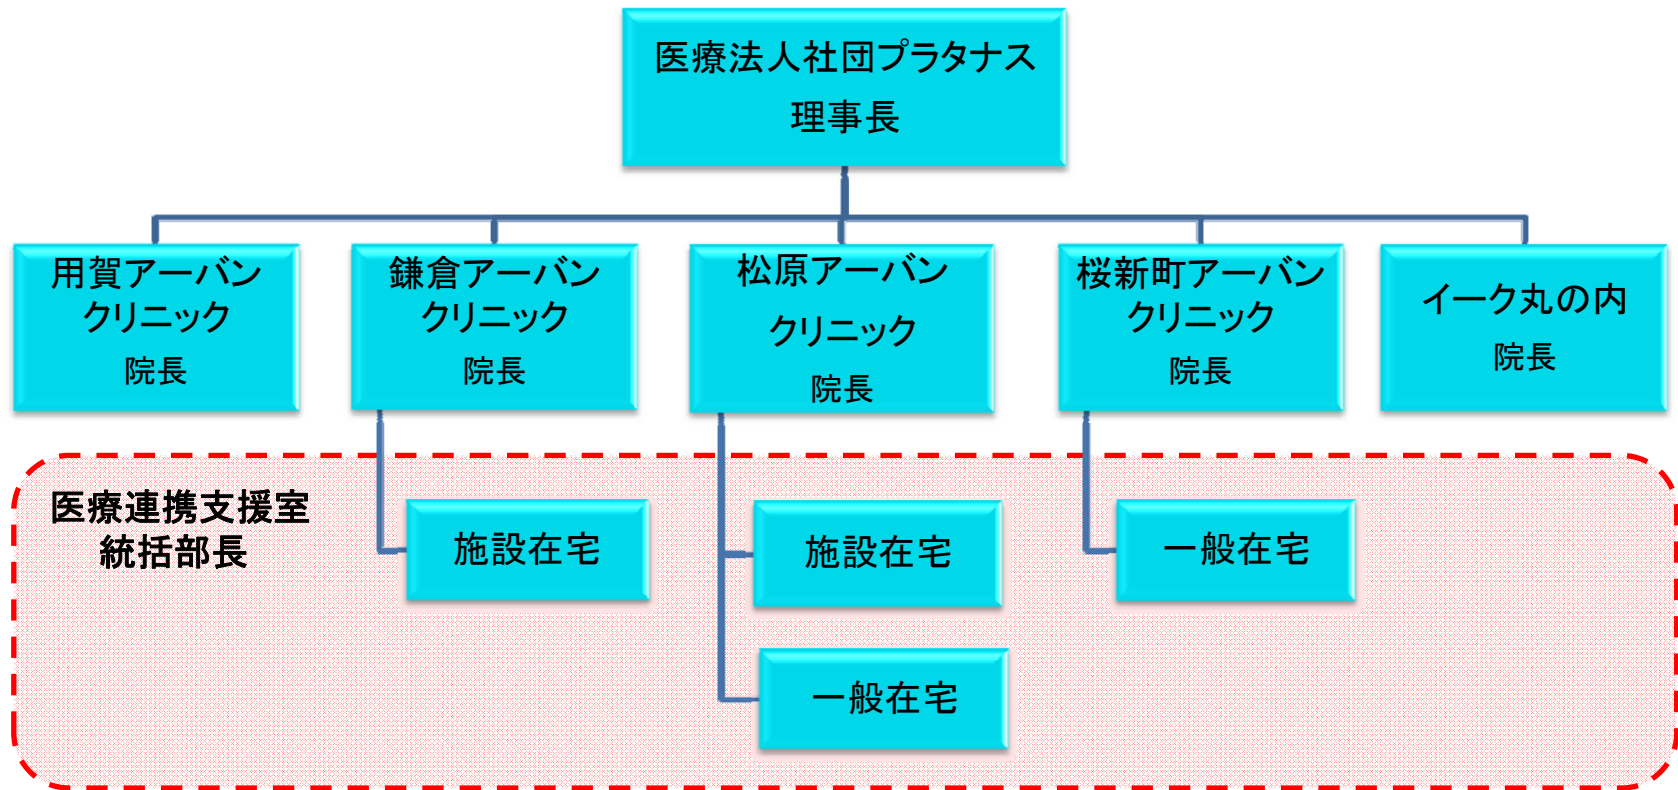 医療法人社団プラタナス
理事長
用賀アーバン
クリニック
院長
鎌倉アーバン
クリニック
院長
松原アーバン
クリニック
院長
桜新町アーバン
クリニック
院長
イーク丸の内
院長
医療連携支援室
統括部長
施設在宅
施設在宅
一般在宅
一般在宅